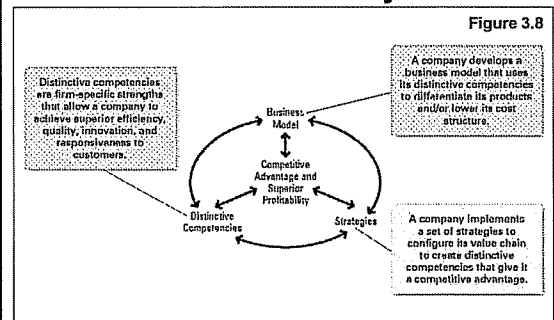 Figure 3.8
Distinctive competencies
are firm-specific strengths
that allow a company to
achieve superior efficiency,
quality, innovation, and
responsiveness to
customers.
A company develops a
business model that uses
its distinctive competencies
to differentiate its products
and/or lower its cost
structure.
Business
Model
Competitive
Advantage and
Superior
Profitability
Distinctive
Competencies
Strategies
A company implements
a set of strategies to
configure its value chain
to create distinctive
competencies that give it
a competitive advantage.